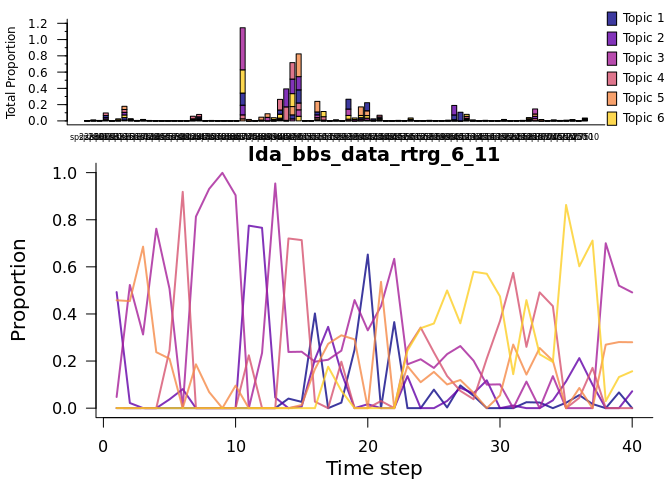 Total Proportion
1.2
1.0
0.8
0.6
0.4
0.2
0.0
Topic 1
Topic 2
Topic 3
Topic 4
Topic 5
Topic 6
lda_bbs_data_rtrg_6_11
Proportion
1.0
0.8
0.6
0.4
0.2
0.0
0 10 20 30 40
Time step